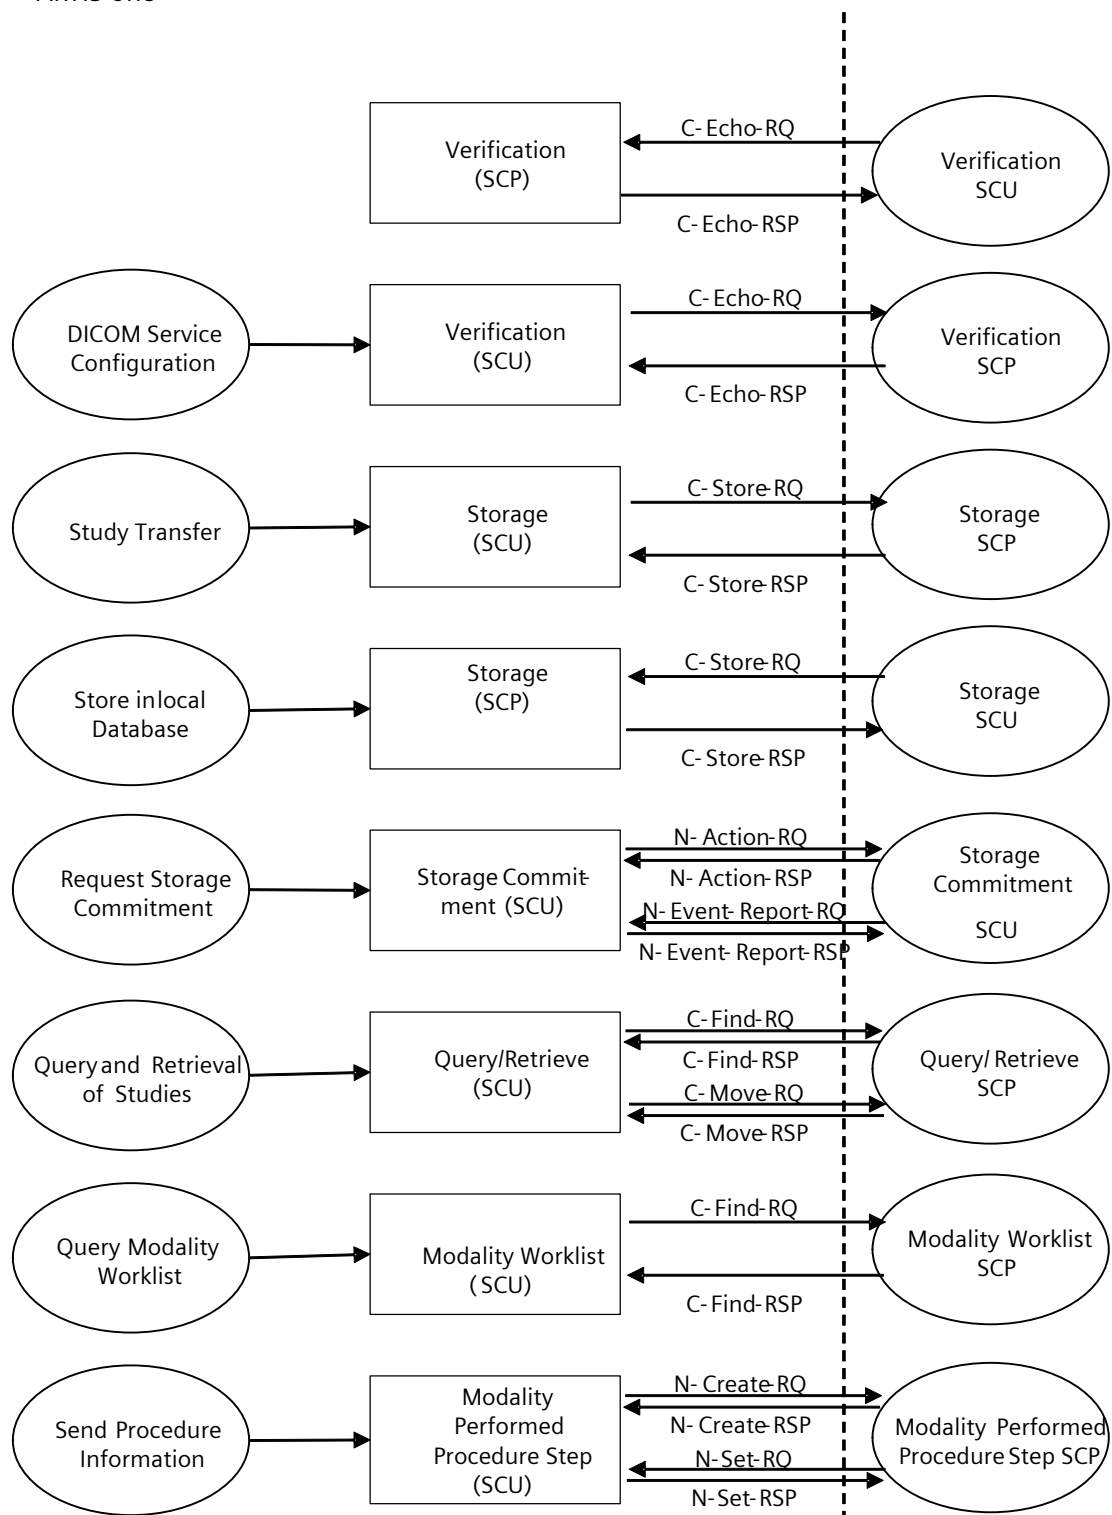 Verification
(SCP)
C-Echo-RQ
C-Echo-RSP
Verification
SCU
DICOM Service
Configuration
Verification
(SCU)
C-Echo-RQ
C-Echo-RSP
Verification
SCP
Study Transfer
Storage
(SCU)
C-Store-RQ
C-Store-RSP
Storage
SCP
Store inlocal
Database
Storage
(SCP)
C-Store-RQ
C-Store-RSP
Storage
SCU
Request Storage
Commitment
Storage Commit-
ment (SCU)
N-Action-RQ
N-Action-RSP
N-Event-Report-RQ
N-Event-Report-RSP
Storage
Commitment
SCU
Query and Retrieval
of Studies
Query/Retrieve
(SCU)
C-Find-RQ
C-Find-RSP
C-Move-RQ
C-Move-RSP
Query/Retrieve
SCP
Query Modality
Worklist
Modality Worklist
(SCU)
C-Find-RQ
C-Find-RSP
Modality Worklist
SCP
Send Procedure
Information
Modality
Performed
Procedure Step
(SCU)
N-Create-RQ
N-Create-RSP
N-Set-RQ
N-Set-RSP
Modality Performed
Procedure Step SCP